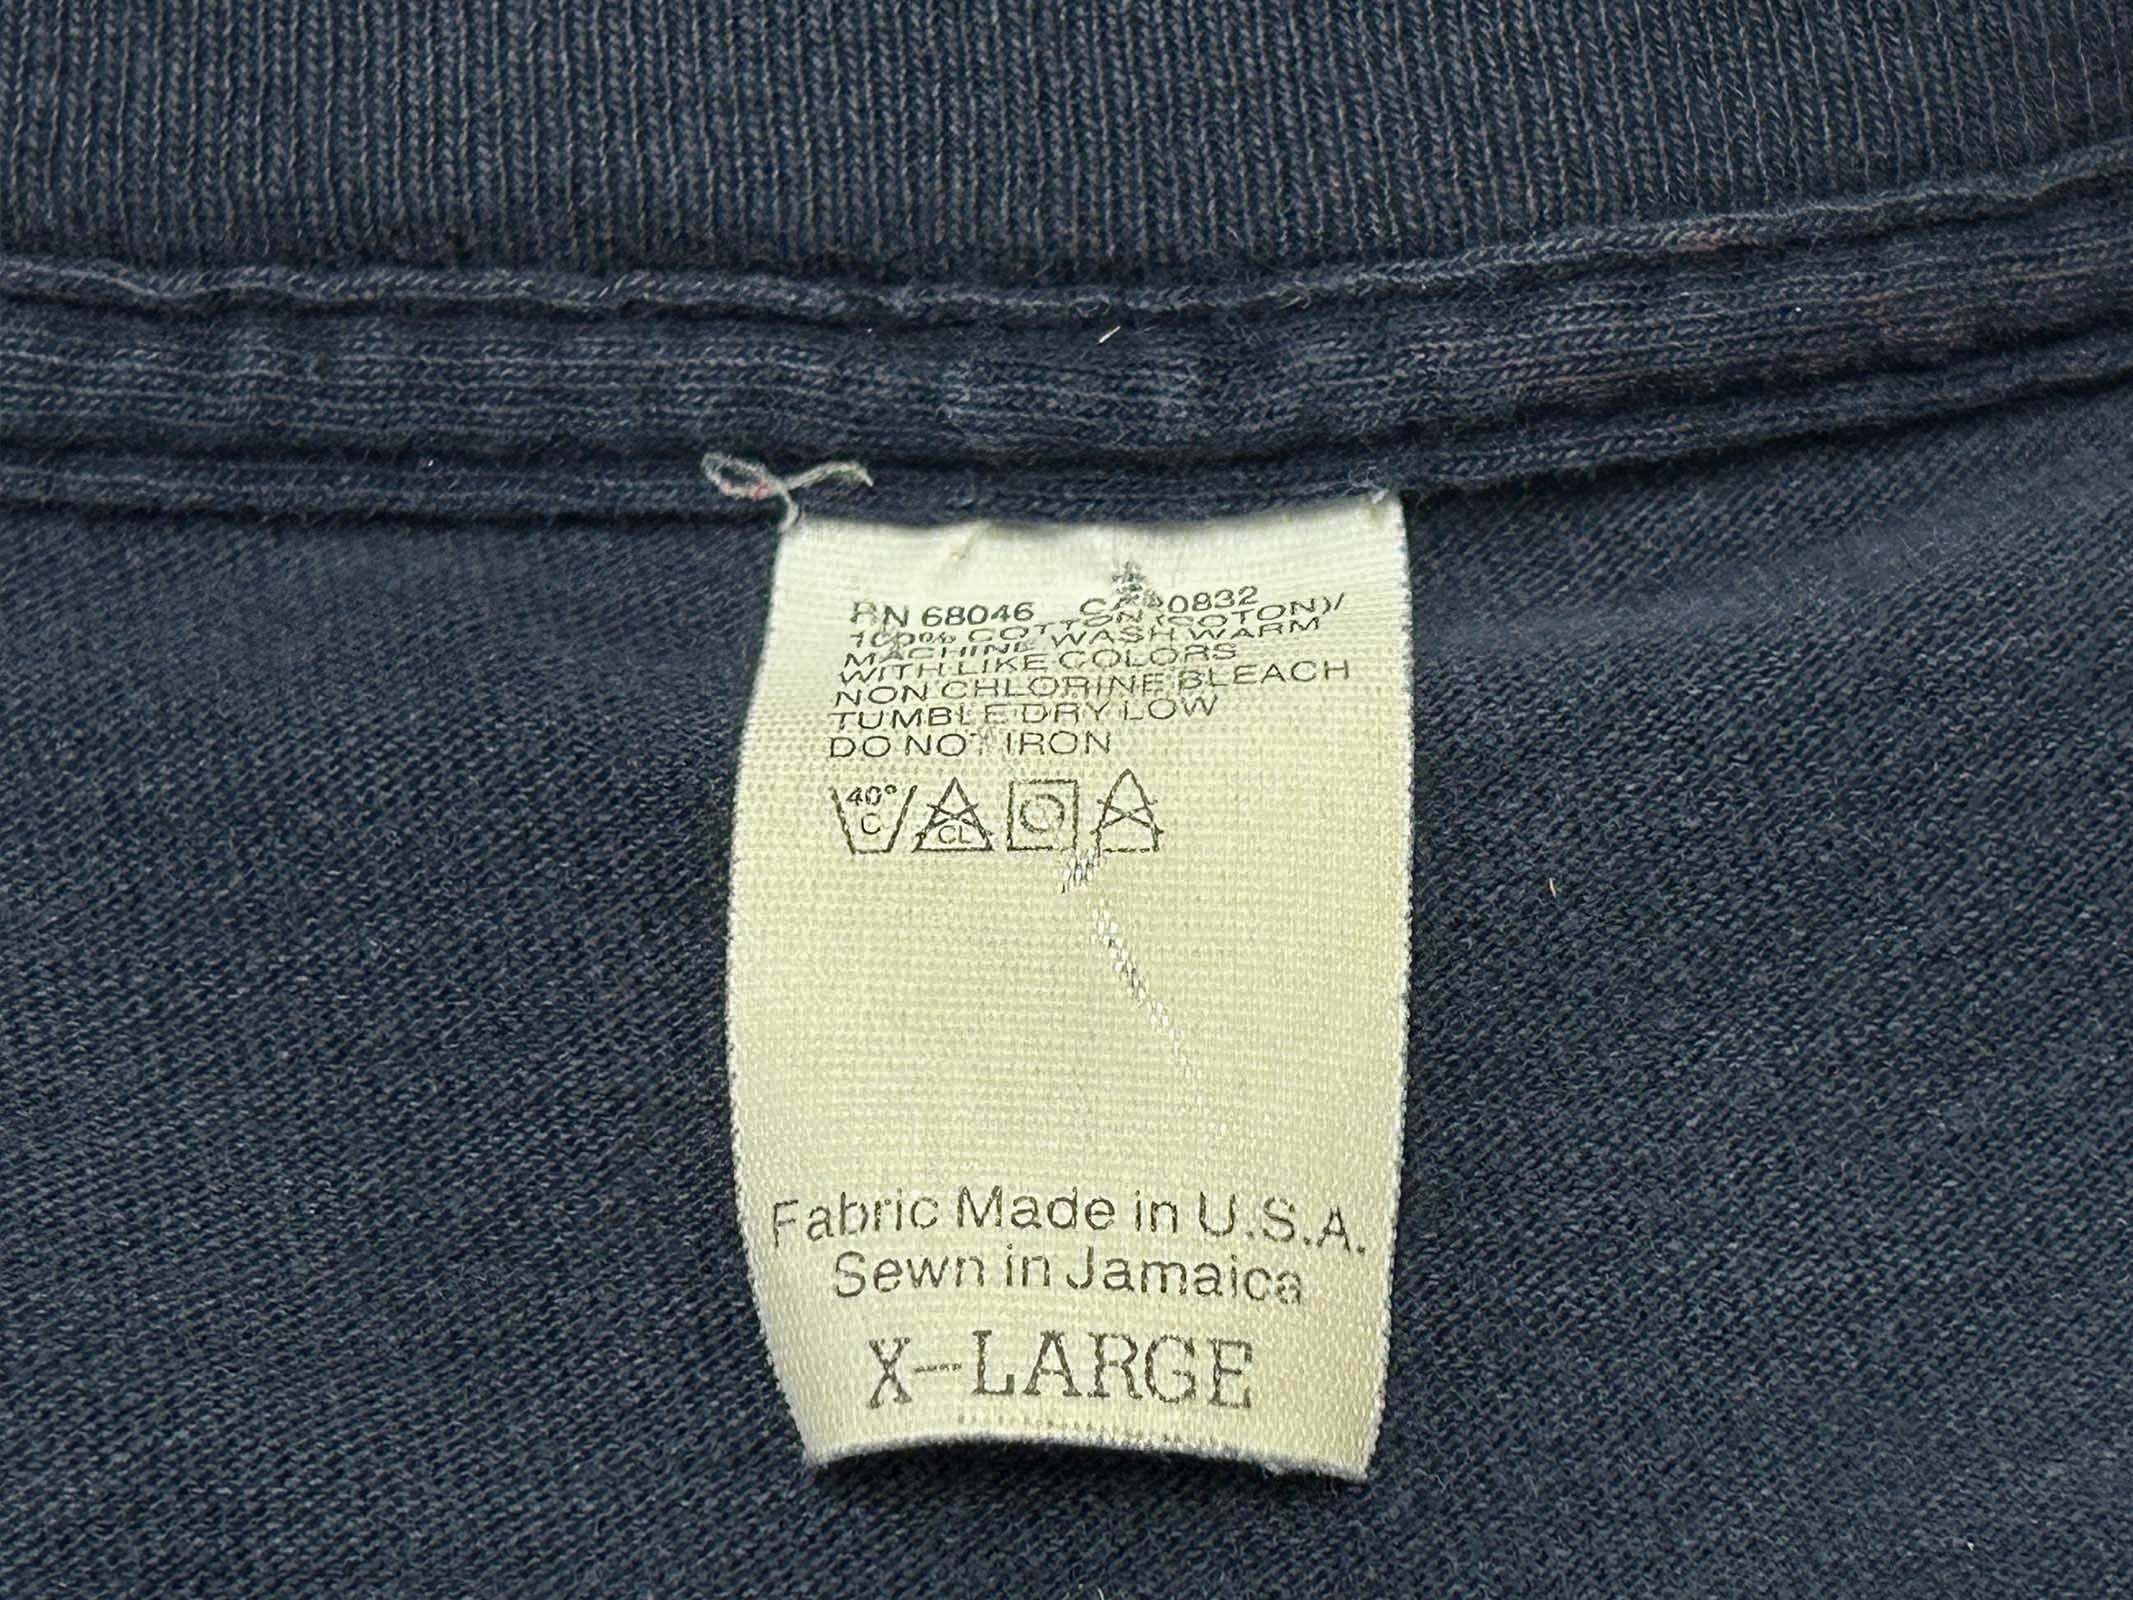 RN 68046
100% COTTON (COTON)/
MACHINE WASH WARM
WITH LIKE COLORS
NON CHLORINE BLEACH
TUMBLE DRY LOW
DO NOT IRON
40°
C
CL
Fabric Made in U.S.A.
Sewn in Jamaica
X-LARGE